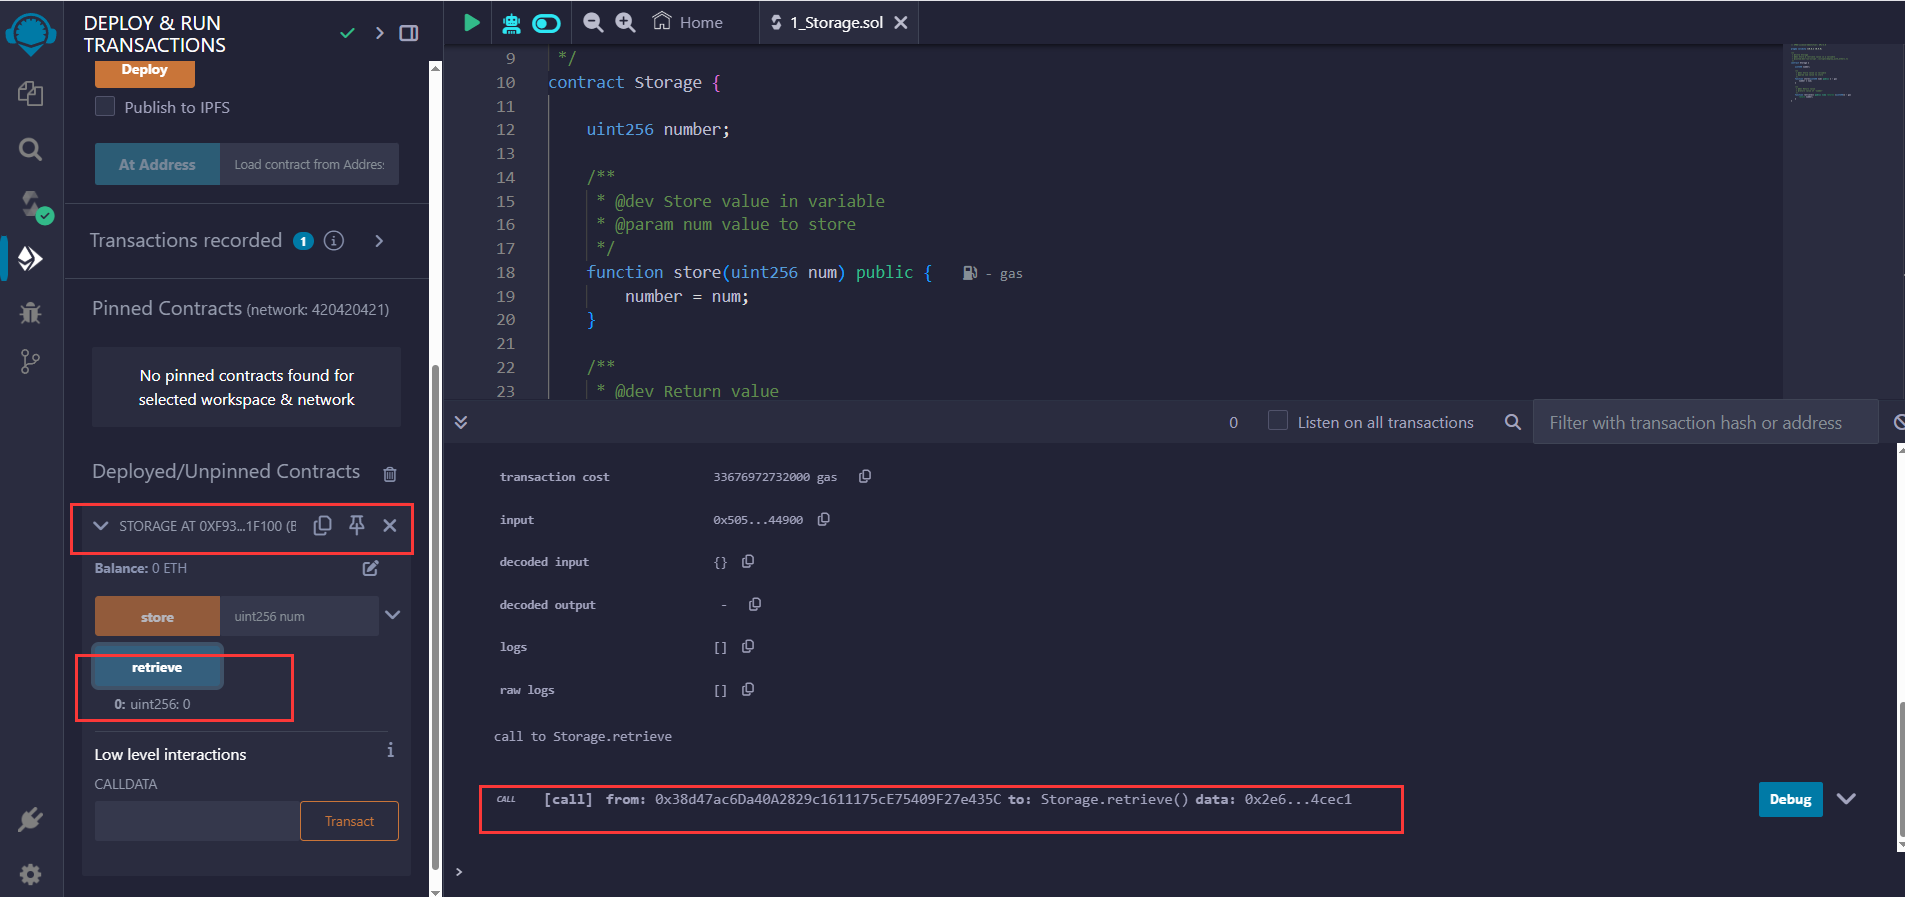 DEPLOY & RUN
TRANSACTIONS
Deploy
Publish to IPFS
At Address
Load contract from Addres
Transactions recorded 1
Pinned Contracts (network: 420420421)
No pinned contracts found for
selected workspace & network
Deployed/Unpinned Contracts
STORAGE AT 0XF93...1F100 (B
Balance: 0 ETH
store
uint256 num
retrieve
0: uint256: 0
Low level interactions
i
CALLDATA
Transact
Home
1_Storage.sol
9 */
10 contract Storage {
11
12 uint256 number;
13
14 /**
15 * @dev Store value in variable
16 * @param num value to store
17 */
18 function store(uint256 num) public { - gas
19 number = num;
20 }
21
22 /**
23 * @dev Return value
0
Listen on all transactions
Filter with transaction hash or address
transaction cost 33676972732000 gas
input 0x505...44900
decoded input {}
decoded output -
logs []
raw logs []
call to Storage.retrieve
CALL [call] from: 0x38d47ac6Da40A2829c1611175cE75409F27e435C to: Storage.retrieve() data: 0x2e6...4cec1
Debug
>